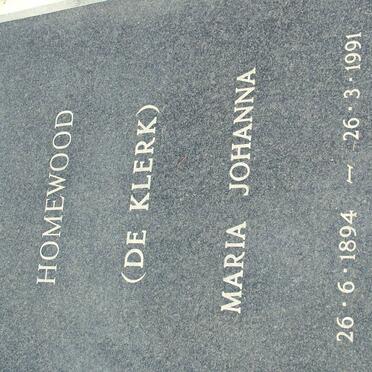 HOMEWOOD
(DE KLERK)
MARIA JOHANNA
26·6·1894 ~ 26·3·1991